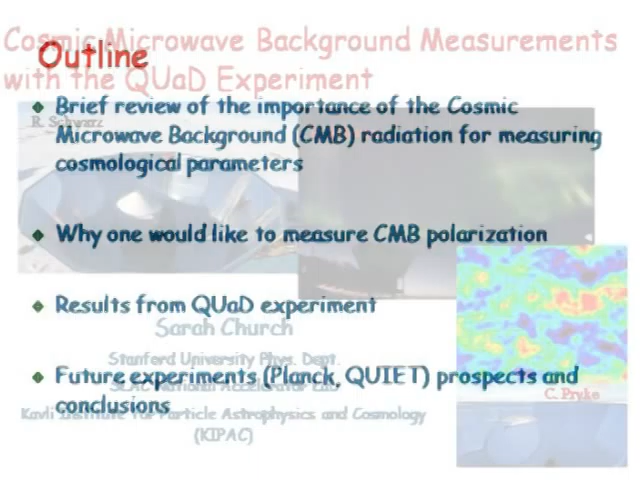 Cosmic Microwave Background Measurements
with the QUaD Experiment
Outline
Brief review of the importance of the Cosmic
R. Schwarz
Microwave Background (CMB) radiation for measuring
cosmological parameters
Why one would like to measure CMB polarization
Results from QUaD experiment
Sarah Church
Stanford University Phys. Dept.
Future experiments (Planck, QUIET) prospects and
SLAC National Accelerator Lab
C. Pryke
conclusions
Kavli Institute for Particle Astrophysics and Cosmology
(KIPAC)